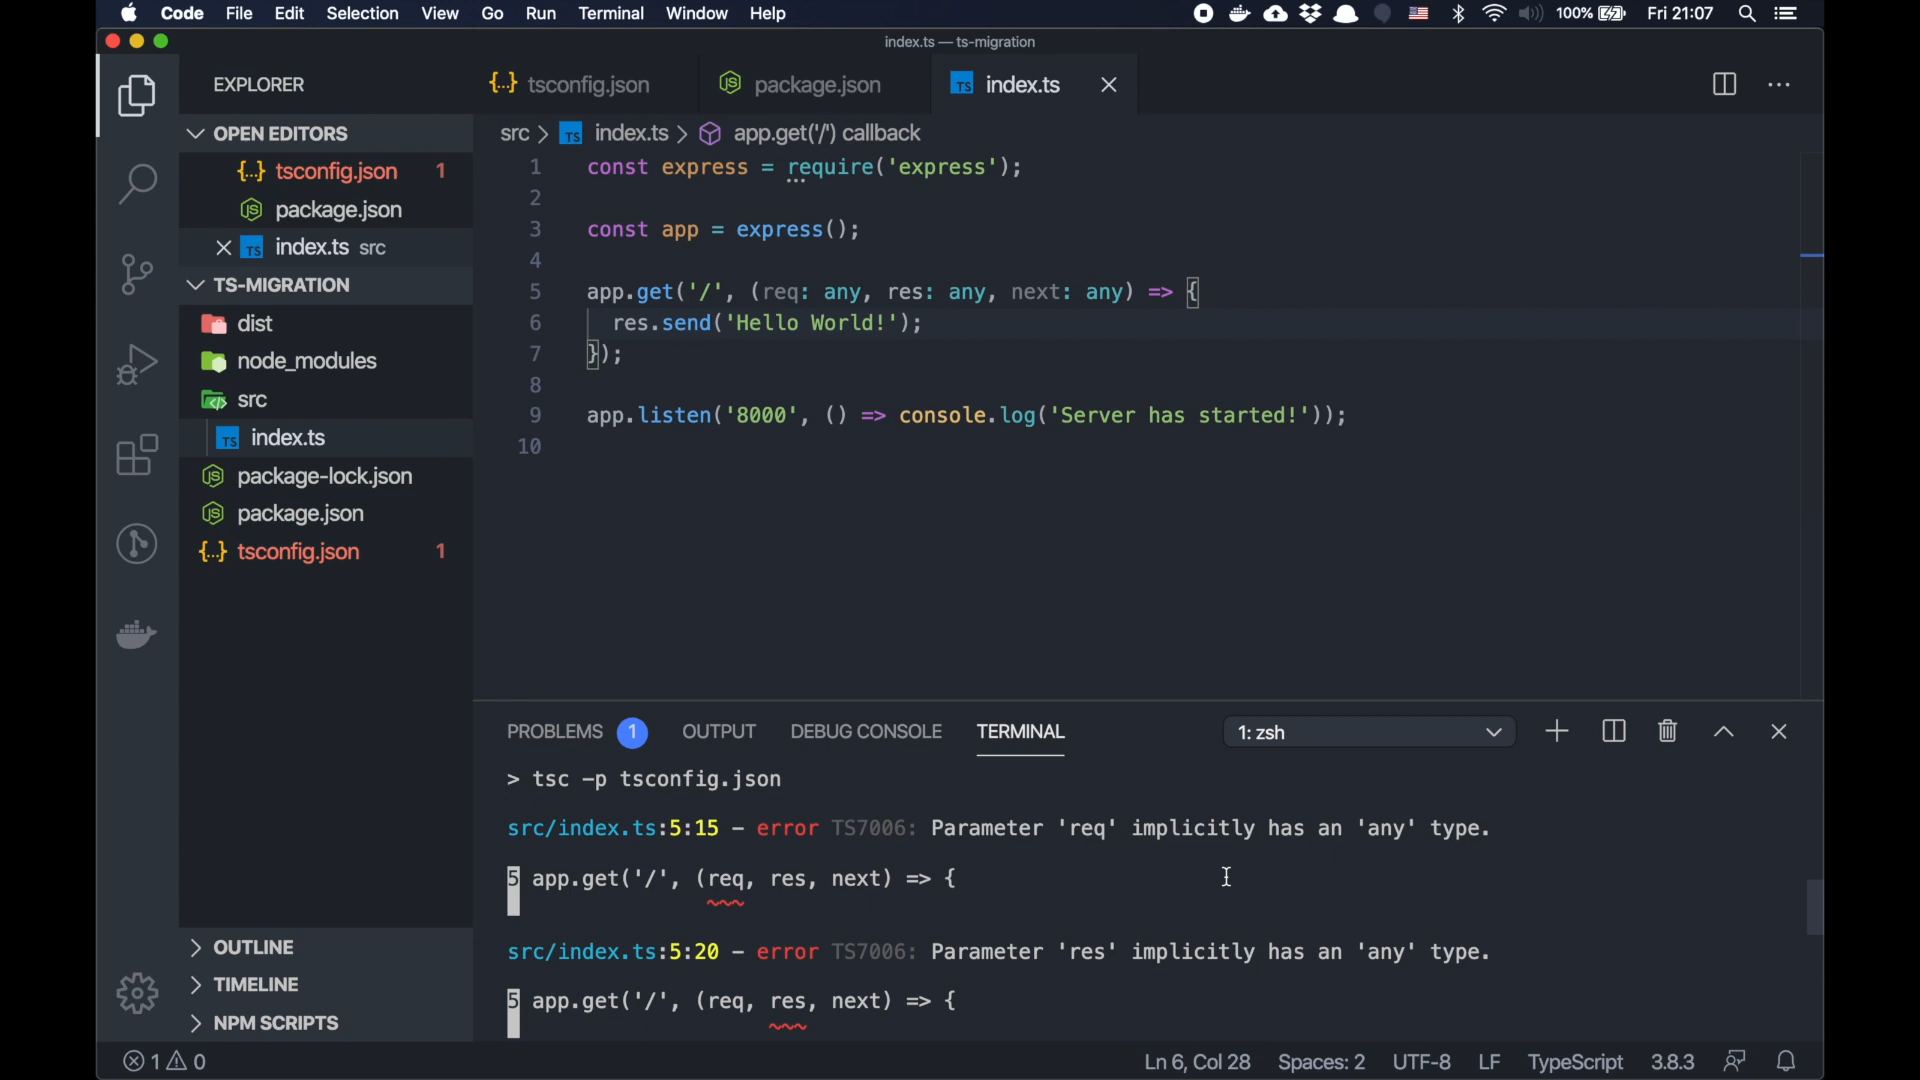 Code File Edit Selection View Go Run Terminal Window Help 100% Fri 21:07
index.ts — ts-migration
EXPLORER
{..} tsconfig.json
package.json
TS index.ts
OPEN EDITORS
{..} tsconfig.json 1
JS package.json
TS index.ts src
TS-MIGRATION
dist
node_modules
src
TS index.ts
package-lock.json
package.json
{..} tsconfig.json 1
OUTLINE
TIMELINE
NPM SCRIPTS
src > TS index.ts > app.get('/') callback
1 const express = require('express');
2
3 const app = express();
4
5 app.get('/', (req: any, res: any, next: any) => {
6 res.send('Hello World!');
7 });
8
9 app.listen('8000', () => console.log('Server has started!'));
10
PROBLEMS 1 OUTPUT DEBUG CONSOLE TERMINAL 1: zsh
> tsc -p tsconfig.json
src/index.ts:5:15 - error TS7006: Parameter 'req' implicitly has an 'any' type.
5 app.get('/', (req, res, next) => {
src/index.ts:5:20 - error TS7006: Parameter 'res' implicitly has an 'any' type.
5 app.get('/', (req, res, next) => {
1 0 Ln 6, Col 28 Spaces: 2 UTF-8 LF TypeScript 3.8.3